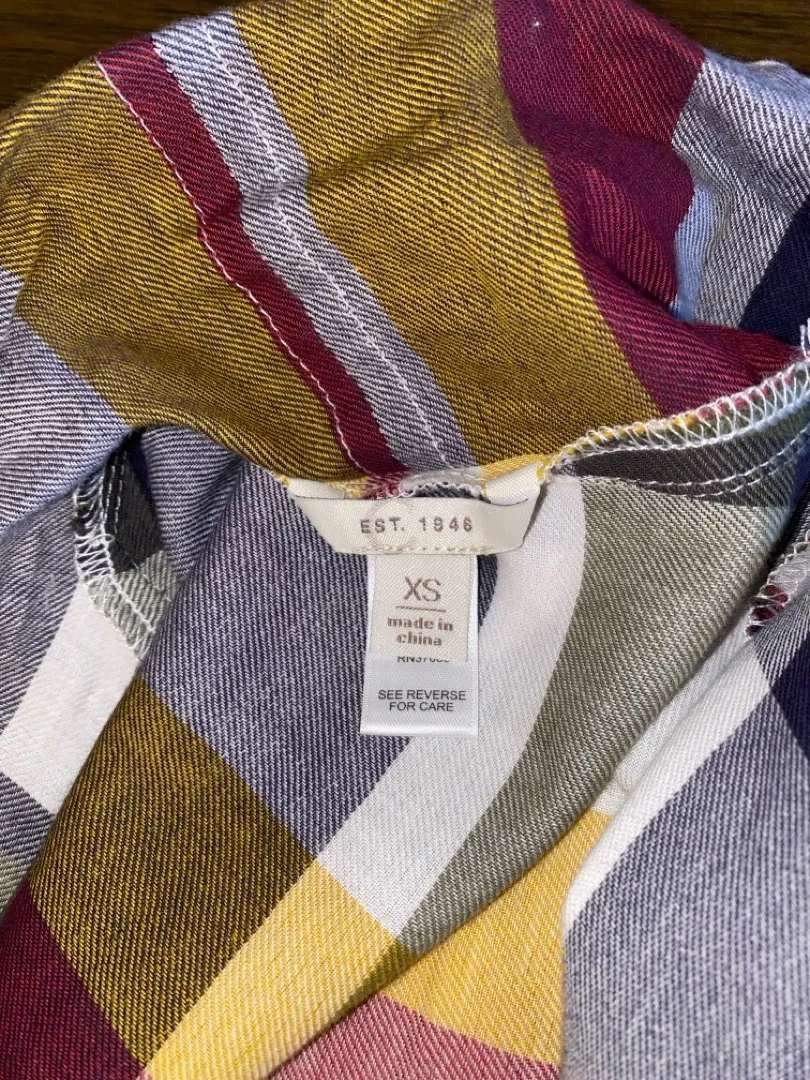 EST. 1946
XS
made in
china
SEE REVERSE
FOR CARE